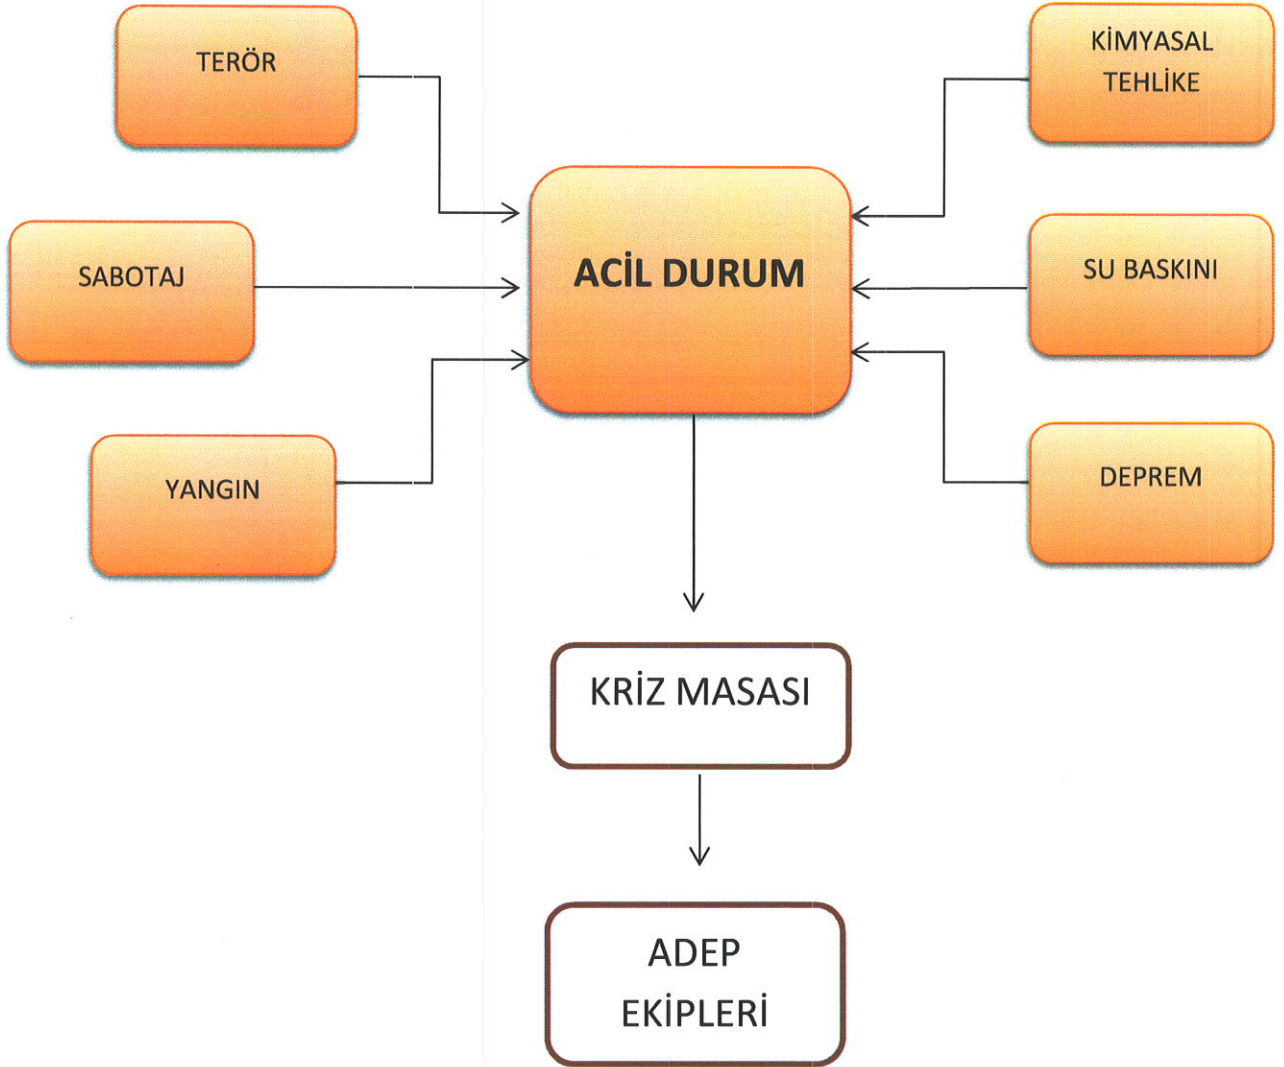 TERÖR
KİMYASAL
TEHLİKE
SABOTAJ
ACİL DURUM
SU BASKINI
YANGIN
DEPREM
KRİZ MASASI
ADEP
EKİPLERİ